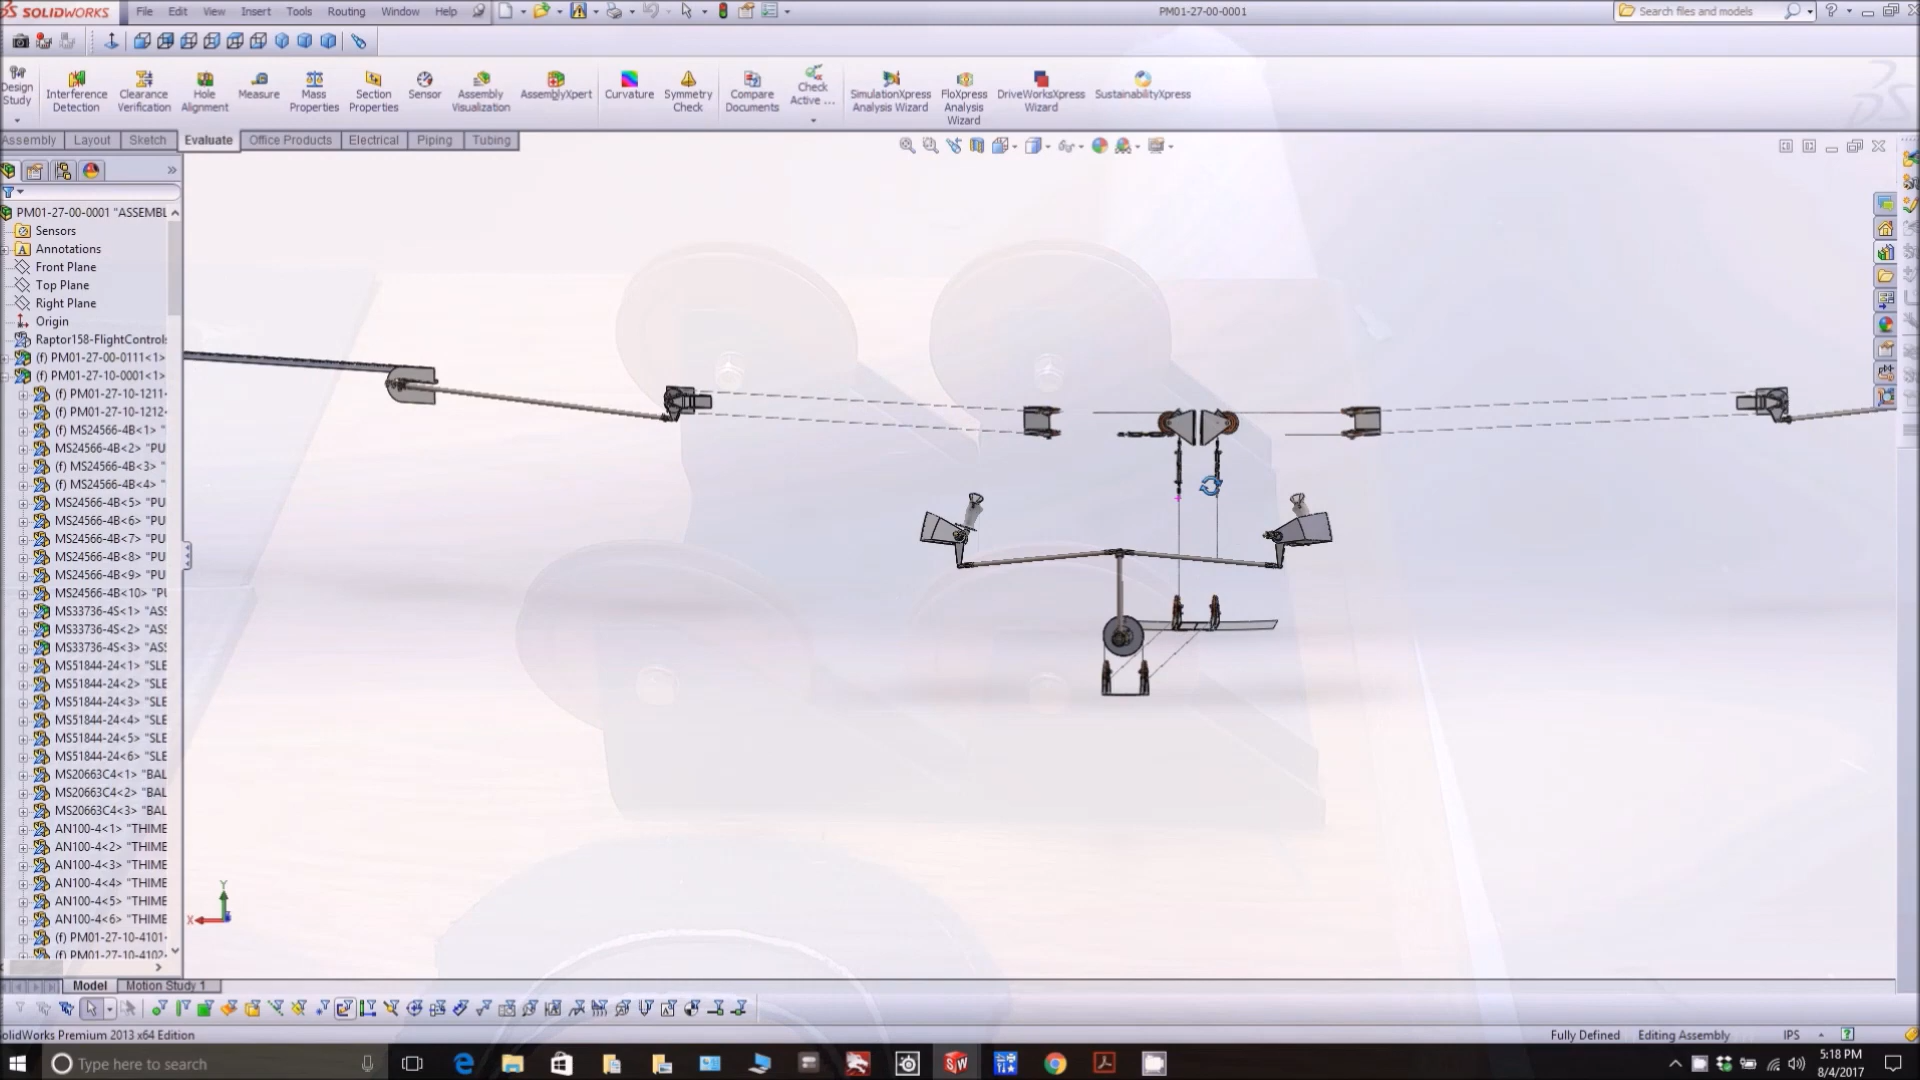 SOLIDWORKS File Edit View Insert Tools Routing Window Help PM01-27-00-0001 Search files and models
Design Study
Interference Detection
Clearance Verification
Hole Alignment
Measure
Mass Properties
Section Properties
Sensor
Assembly Visualization
AssemblyXpert
Curvature
Symmetry Check
Compare Documents
Check Active ...
SimulationXpress Analysis Wizard
FloXpress Analysis Wizard
DriveWorksXpress Wizard
SustainabilityXpress
Assembly Layout Sketch Evaluate Office Products Electrical Piping Tubing
PM01-27-00-0001 "ASSEMBL
Sensors
Annotations
Front Plane
Top Plane
Right Plane
Origin
Raptor158-FlightControls
(f) PM01-27-00-0111<1>
(f) PM01-27-10-0001<1>
(f) PM01-27-10-1211
(f) PM01-27-10-1212
(f) MS24566-4B<1> "
MS24566-4B<2> "PU
(f) MS24566-4B<3> "
(f) MS24566-4B<4> "
MS24566-4B<5> "PU
MS24566-4B<6> "PU
MS24566-4B<7> "PU
MS24566-4B<8> "PU
MS24566-4B<9> "PU
MS24566-4B<10> "PU
MS33736-4S<1> "ASS
MS33736-4S<2> "ASS
MS33736-4S<3> "ASS
MS51844-24<1> "SLE
MS51844-24<2> "SLE
MS51844-24<3> "SLE
MS51844-24<4> "SLE
MS51844-24<5> "SLE
MS51844-24<6> "SLE
MS20663C4<1> "BAL
MS20663C4<2> "BAL
MS20663C4<3> "BAL
AN100-4<1> "THIME
AN100-4<2> "THIME
AN100-4<3> "THIME
AN100-4<4> "THIME
AN100-4<5> "THIME
AN100-4<6> "THIME
(f) PM01-27-10-4101
(f) PM01-27-10-4102
Y
X
Model Motion Study 1
olidWorks Premium 2013 x64 Edition Fully Defined Editing Assembly IPS
Type here to search
5:18 PM
8/4/2017